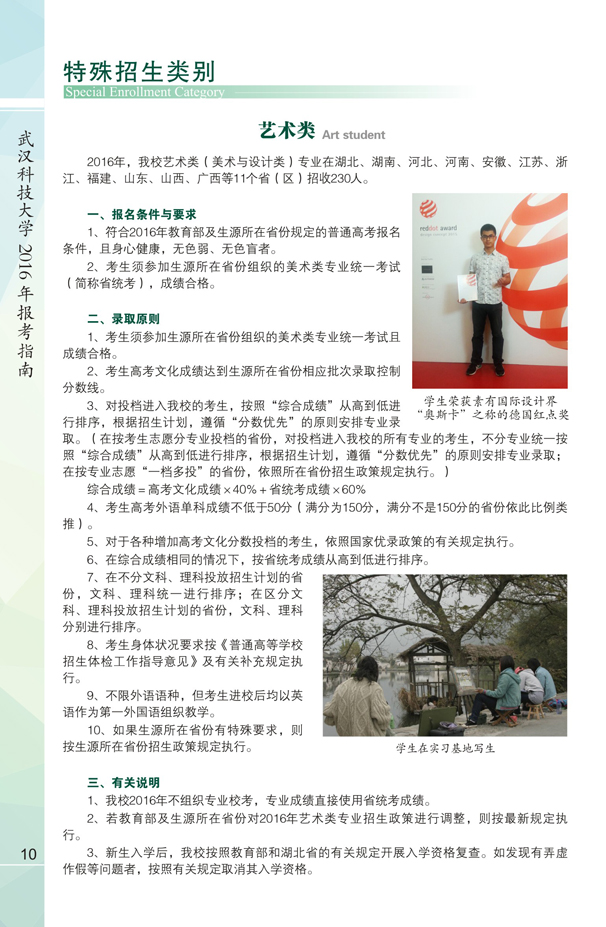 特殊招生类别
Special Enrollment Category
艺术类 Art student
2016年，我校艺术类（美术与设计类）专业在湖北、湖南、河北、河南、安徽、江苏、浙
江、福建、山东、山西、广西等11个省（区）招收230人。
一、报名条件与要求
1、符合2016年教育部及生源所在省份规定的普通高考报名
条件，且身心健康，无色弱、无色盲者。
2、考生须参加生源所在省份组织的美术类专业统一考试
（简称省统考），成绩合格。
reddot award
学生荣获素有国际设计界
“奥斯卡”之称的德国红点奖
二、录取原则
1、考生须参加生源所在省份组织的美术类专业统一考试且
成绩合格。
2、考生高考文化成绩达到生源所在省份相应批次录取控制
分数线。
3、对投档进入我校的考生，按照“综合成绩”从高到低进
行排序，根据招生计划，遵循“分数优先”的原则安排专业录
取。（在按考生志愿分专业投档的省份，对投档进入我校的所有专业的考生，不分专业统一按
照“综合成绩”从高到低进行排序，根据招生计划，遵循“分数优先”的原则安排专业录取；
在按专业志愿“一档多投”的省份，依照所在省份招生政策规定执行。）
综合成绩＝高考文化成绩×40%＋省统考成绩×60%
4、考生高考外语单科成绩不低于50分（满分为150分，满分不是150分的省份依此比例类
推）。
5、对于各种增加高考文化分数投档的考生，依照国家优录政策的有关规定执行。
6、在综合成绩相同的情况下，按省统考成绩从高到低进行排序。
7、在不分文科、理科投放招生计划的省
份，文科、理科统一进行排序；在区分文
科、理科投放招生计划的省份，文科、理科
分别进行排序。
8、考生身体状况要求按《普通高等学校
招生体检工作指导意见》及有关补充规定执
行。
9、不限外语语种，但考生进校后均以英
语作为第一外国语组织教学。
10、如果生源所在省份有特殊要求，则
按生源所在省份招生政策规定执行。
学生在实习基地写生
三、有关说明
1、我校2016年不组织专业校考，专业成绩直接使用省统考成绩。
2、若教育部及生源所在省份对2016年艺术类专业招生政策进行调整，则按最新规定执
行。
3、新生入学后，我校按照教育部和湖北省的有关规定开展入学资格复查。如发现有弄虚
作假等问题者，按照有关规定取消其入学资格。
武汉科技大学 2016 年报考指南
10